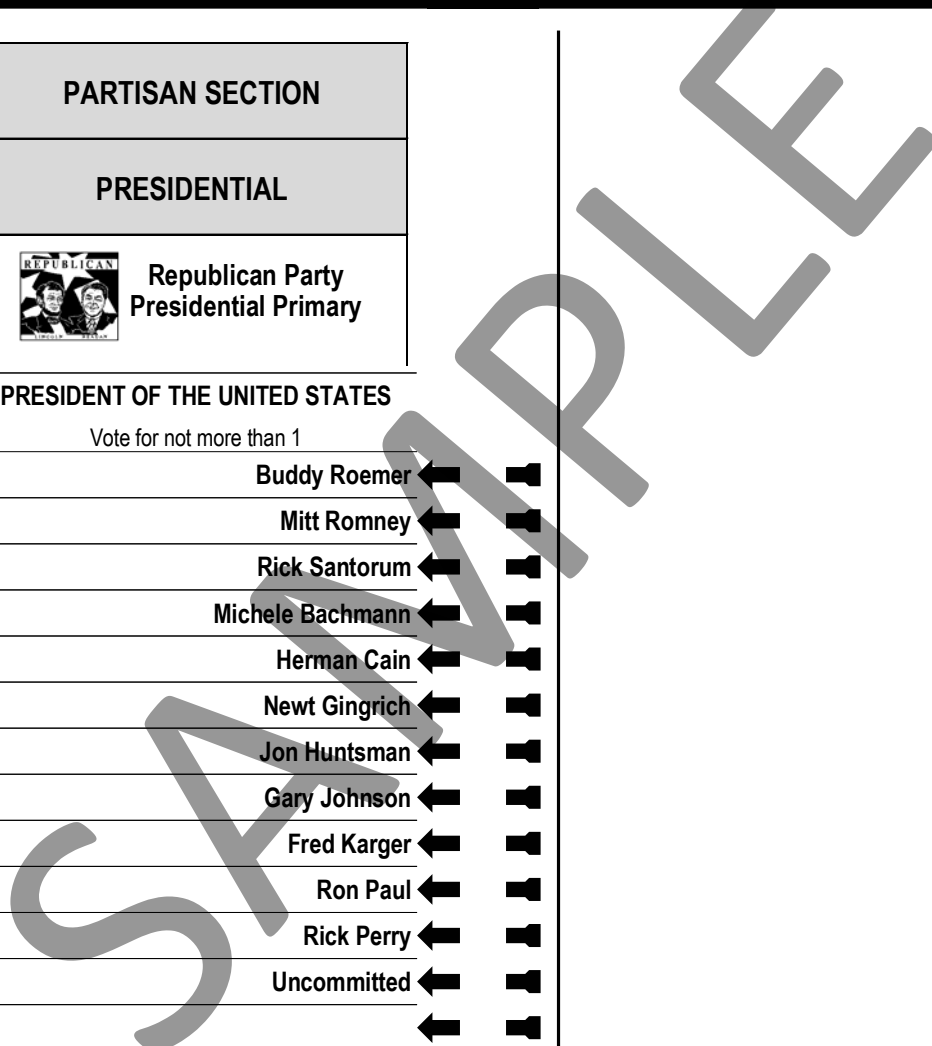 PARTISAN SECTION
PRESIDENTIAL
REPUBLICAN
LINCOLN REAGAN
Republican Party
Presidential Primary
PRESIDENT OF THE UNITED STATES
Vote for not more than 1
Buddy Roemer
Mitt Romney
Rick Santorum
Michele Bachmann
Herman Cain
Newt Gingrich
Jon Huntsman
Gary Johnson
Fred Karger
Ron Paul
Rick Perry
Uncommitted
SAMPLE